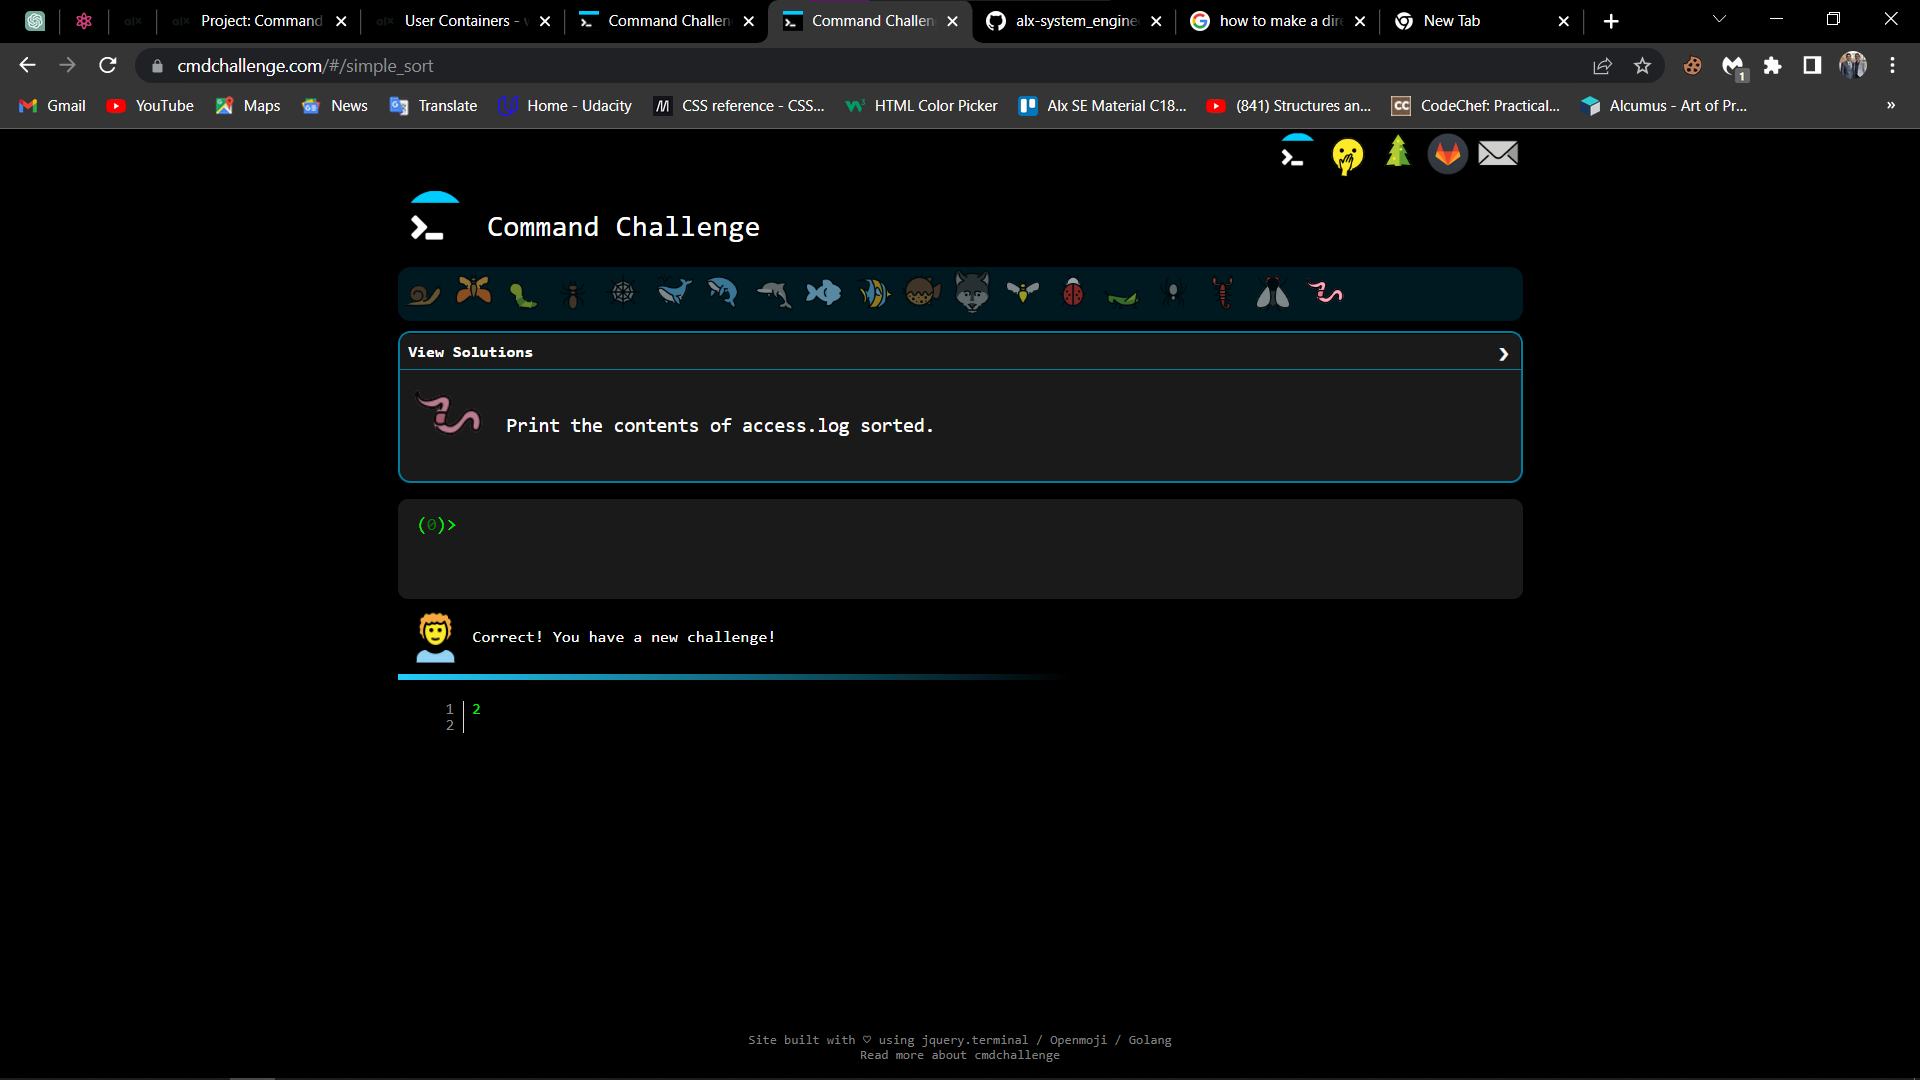 Project: Command
User Containers -
Command Challen
Command Challen
alx-system_engine
how to make a dir
New Tab
cmdchallenge.com/#/simple_sort
1
Gmail
YouTube
Maps
News
Translate
Home - Udacity
CSS reference - CSS...
HTML Color Picker
Alx SE Material C18...
(841) Structures an...
CC
CodeChef: Practical...
Alcumus - Art of Pr...
»
Command Challenge
View Solutions
Print the contents of access.log sorted.
(0)>
Correct! You have a new challenge!
1 2
2
Site built with ♡ using jquery.terminal / Openmoji / Golang
Read more about cmdchallenge